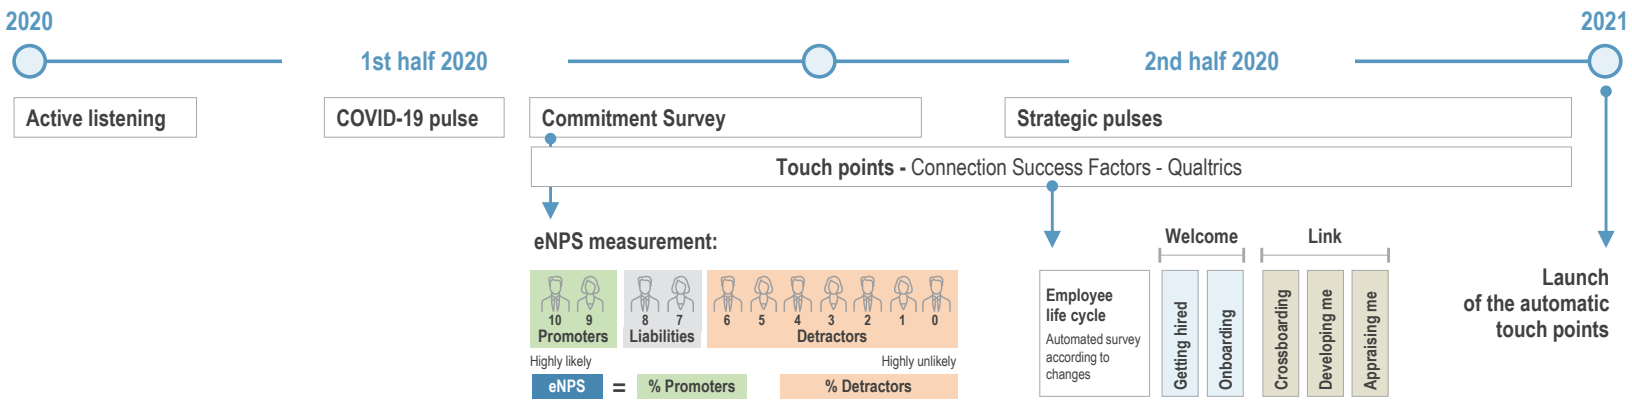 2020
2021
1st half 2020
2nd half 2020
Active listening
COVID-19 pulse
Commitment Survey
Strategic pulses
Touch points - Connection Success Factors - Qualtrics
eNPS measurement:
10 9
Promoters
8 7
Liabilities
6 5 4 3 2 1 0
Detractors
Highly likely
Highly unlikely
eNPS = % Promoters % Detractors
Employee
life cycle
Automated survey
according to
changes
Welcome
Getting hired
Onboarding
Link
Crossboarding
Developing me
Appraising me
Launch
of the automatic
touch points